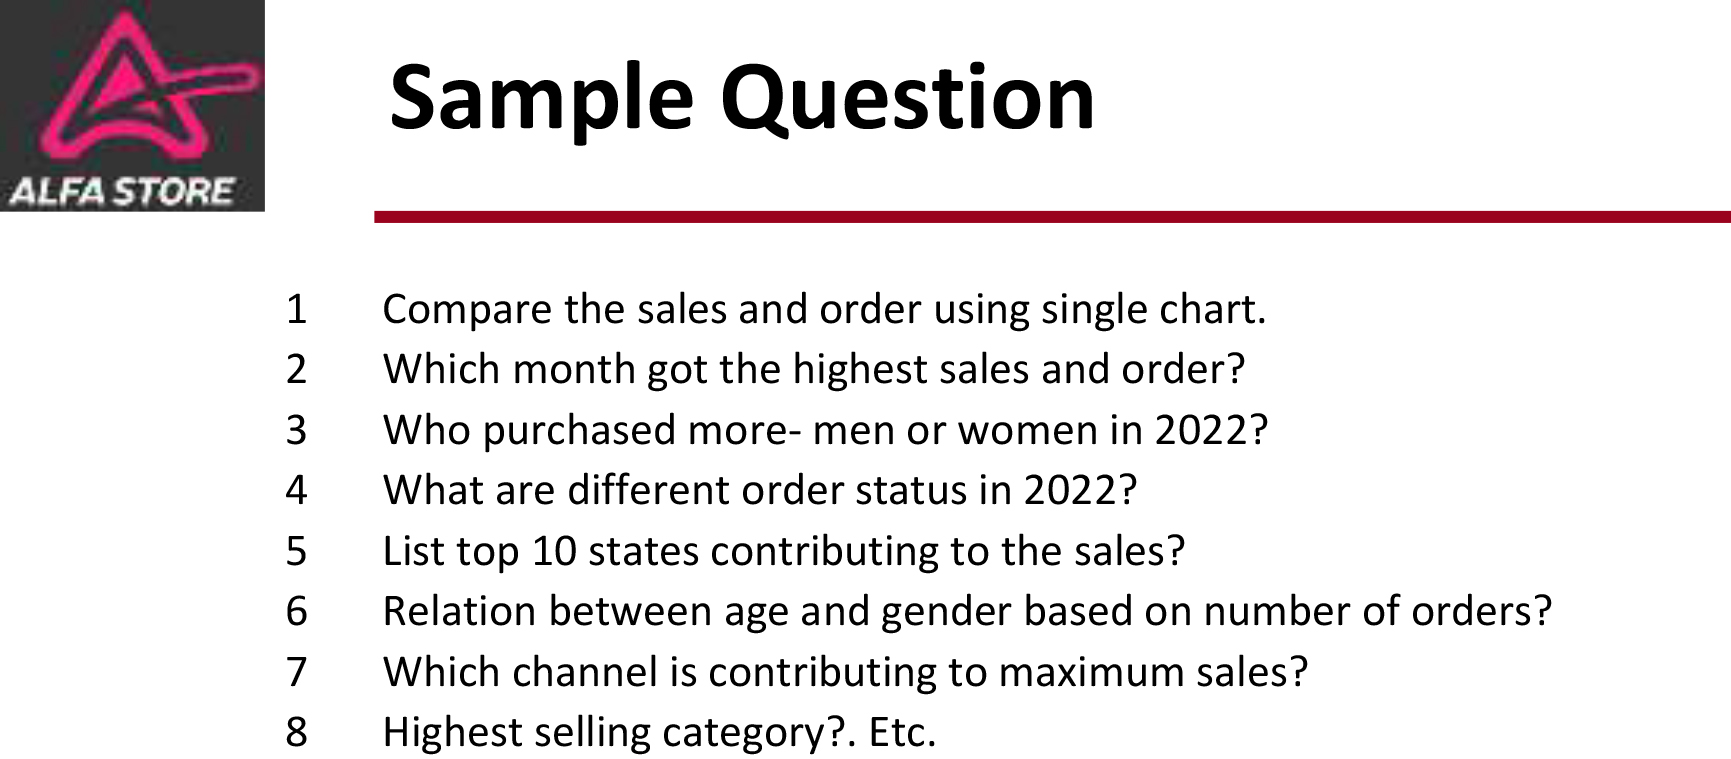 ALFA STORE
Sample Question
1 Compare the sales and order using single chart.
2 Which month got the highest sales and order?
3 Who purchased more- men or women in 2022?
4 What are different order status in 2022?
5 List top 10 states contributing to the sales?
6 Relation between age and gender based on number of orders?
7 Which channel is contributing to maximum sales?
8 Highest selling category?. Etc.